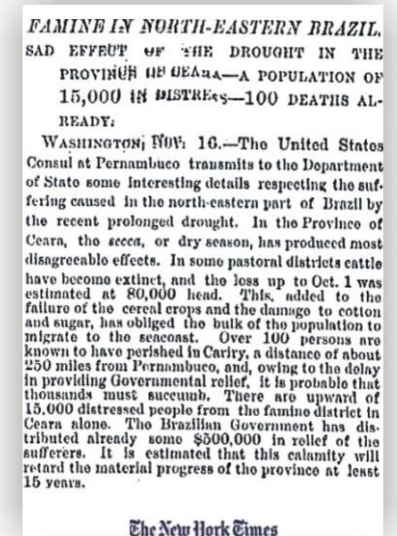 FAMINE IN NORTH-EASTERN BRAZIL.
SAD EFFECT OF THE DROUGHT IN THE
PROVINCE OF CEARA—A POPULATION OF
15,000 IN DISTRESS—100 DEATHS AL-
READY.
WASHINGTON, NOV. 16.—The United States
Consul at Pernambuco transmits to the Department
of State some interesting details respecting the suf-
fering caused in the north-eastern part of Brazil by
the recent prolonged drought. In the Province of
Ceara, the secca, or dry season, has produced most
disagreeable effects. In some pastoral districts cattle
have become extinct, and the loss up to Oct. 1 was
estimated at 80,000 head. This, added to the
failure of the cereal crops and the damage to cotton
and sugar, has obliged the bulk of the population to
migrate to the seacoast. Over 100 persons are
known to have perished in Cariry, a distance of about
250 miles from Pernambuco, and, owing to the delay
in providing Governmental relief, it is probable that
thousands must succumb. There are upward of
15,000 distressed people from the famine district in
Ceara alone. The Brazilian Government has dis-
tributed already some $500,000 in relief of the
sufferers. It is estimated that this calamity will
retard the material progress of the province at least
15 years.
The New York Times